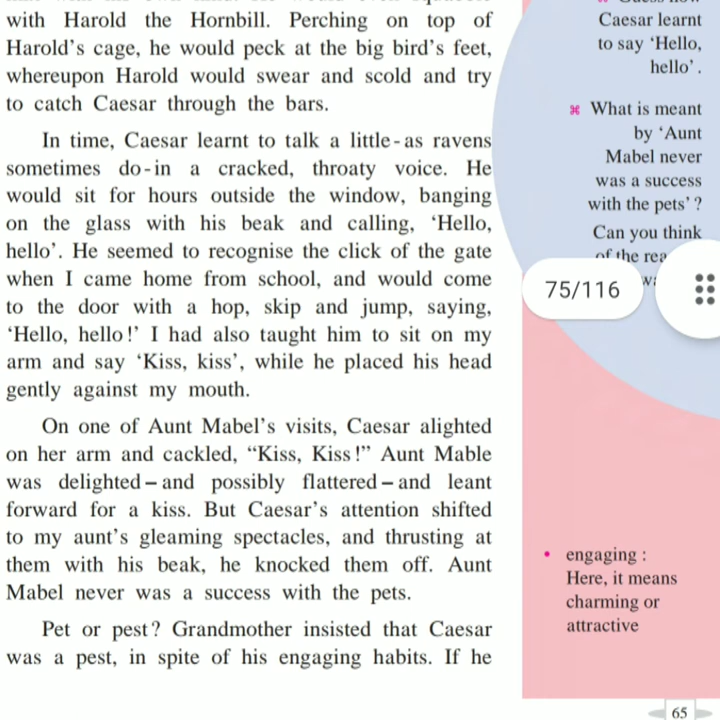 with Harold the Hornbill. Perching on top of
Harold's cage, he would peck at the big bird's feet,
whereupon Harold would swear and scold and try
to catch Caesar through the bars.
In time, Caesar learnt to talk a little - as ravens
sometimes do - in a cracked, throaty voice. He
would sit for hours outside the window, banging
on the glass with his beak and calling, ‘Hello,
hello’. He seemed to recognise the click of the gate
when I came home from school, and would come
to the door with a hop, skip and jump, saying,
‘Hello, hello !’ I had also taught him to sit on my
arm and say ‘Kiss, kiss’, while he placed his head
gently against my mouth.
On one of Aunt Mabel’s visits, Caesar alighted
on her arm and cackled, “Kiss, Kiss !” Aunt Mable
was delighted – and possibly flattered – and leant
forward for a kiss. But Caesar’s attention shifted
to my aunt’s gleaming spectacles, and thrusting at
them with his beak, he knocked them off. Aunt
Mabel never was a success with the pets.
Pet or pest ? Grandmother insisted that Caesar
was a pest, in spite of his engaging habits. If he
Caesar learnt
to say ‘Hello,
hello’ .
⌘ What is meant
by ‘Aunt
Mabel never
was a success
with the pets’ ?
Can you think
of the
75/116
• engaging :
Here, it means
charming or
attractive
65